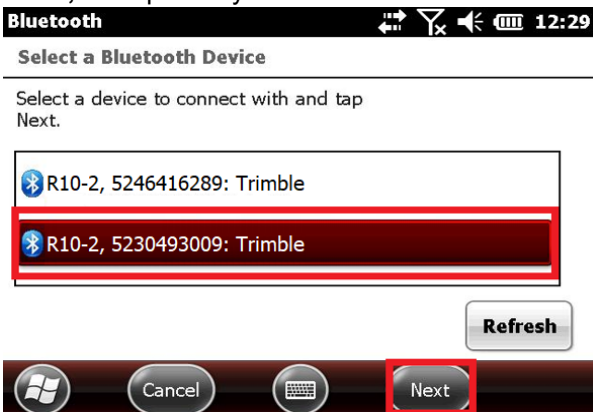 Bluetooth 12:29
Select a Bluetooth Device
Select a device to connect with and tap
Next.
R10-2, 5246416289: Trimble
R10-2, 5230493009: Trimble
Refresh
Cancel Next